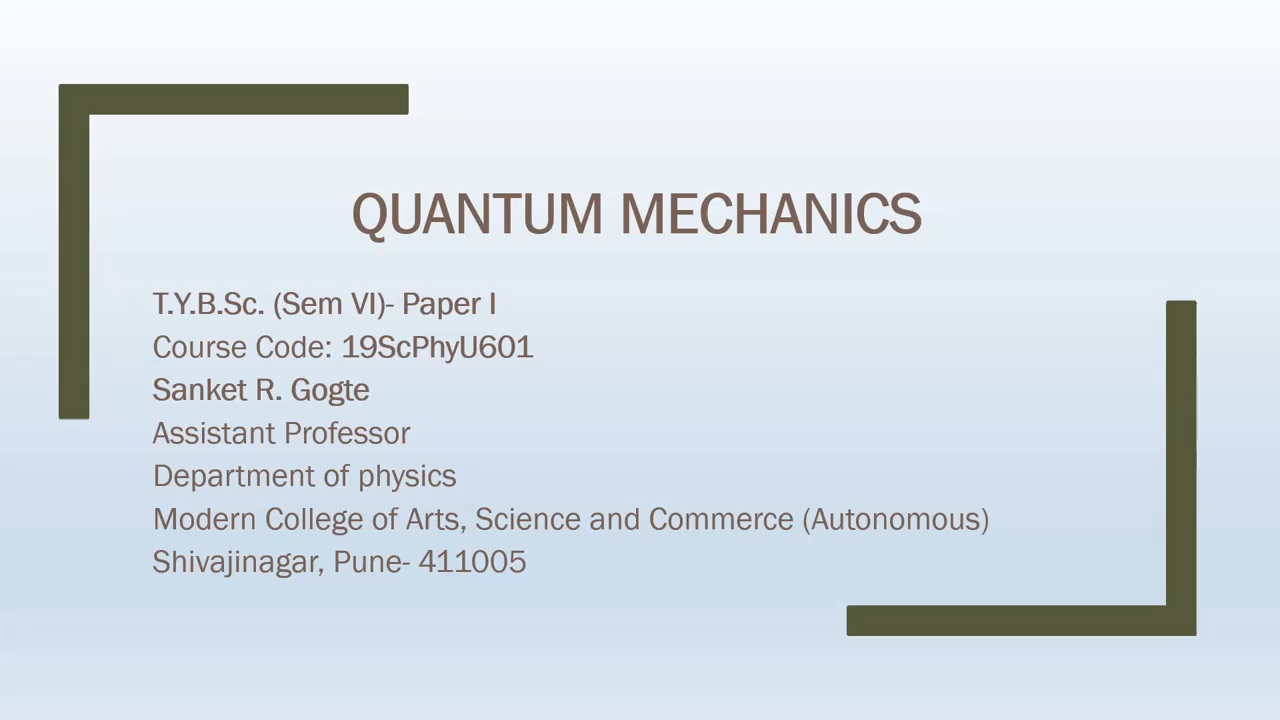 QUANTUM MECHANICS
T.Y.B.Sc. (Sem VI)- Paper I
Course Code: 19ScPhyU601
Sanket R. Gogte
Assistant Professor
Department of physics
Modern College of Arts, Science and Commerce (Autonomous)
Shivajinagar, Pune- 411005